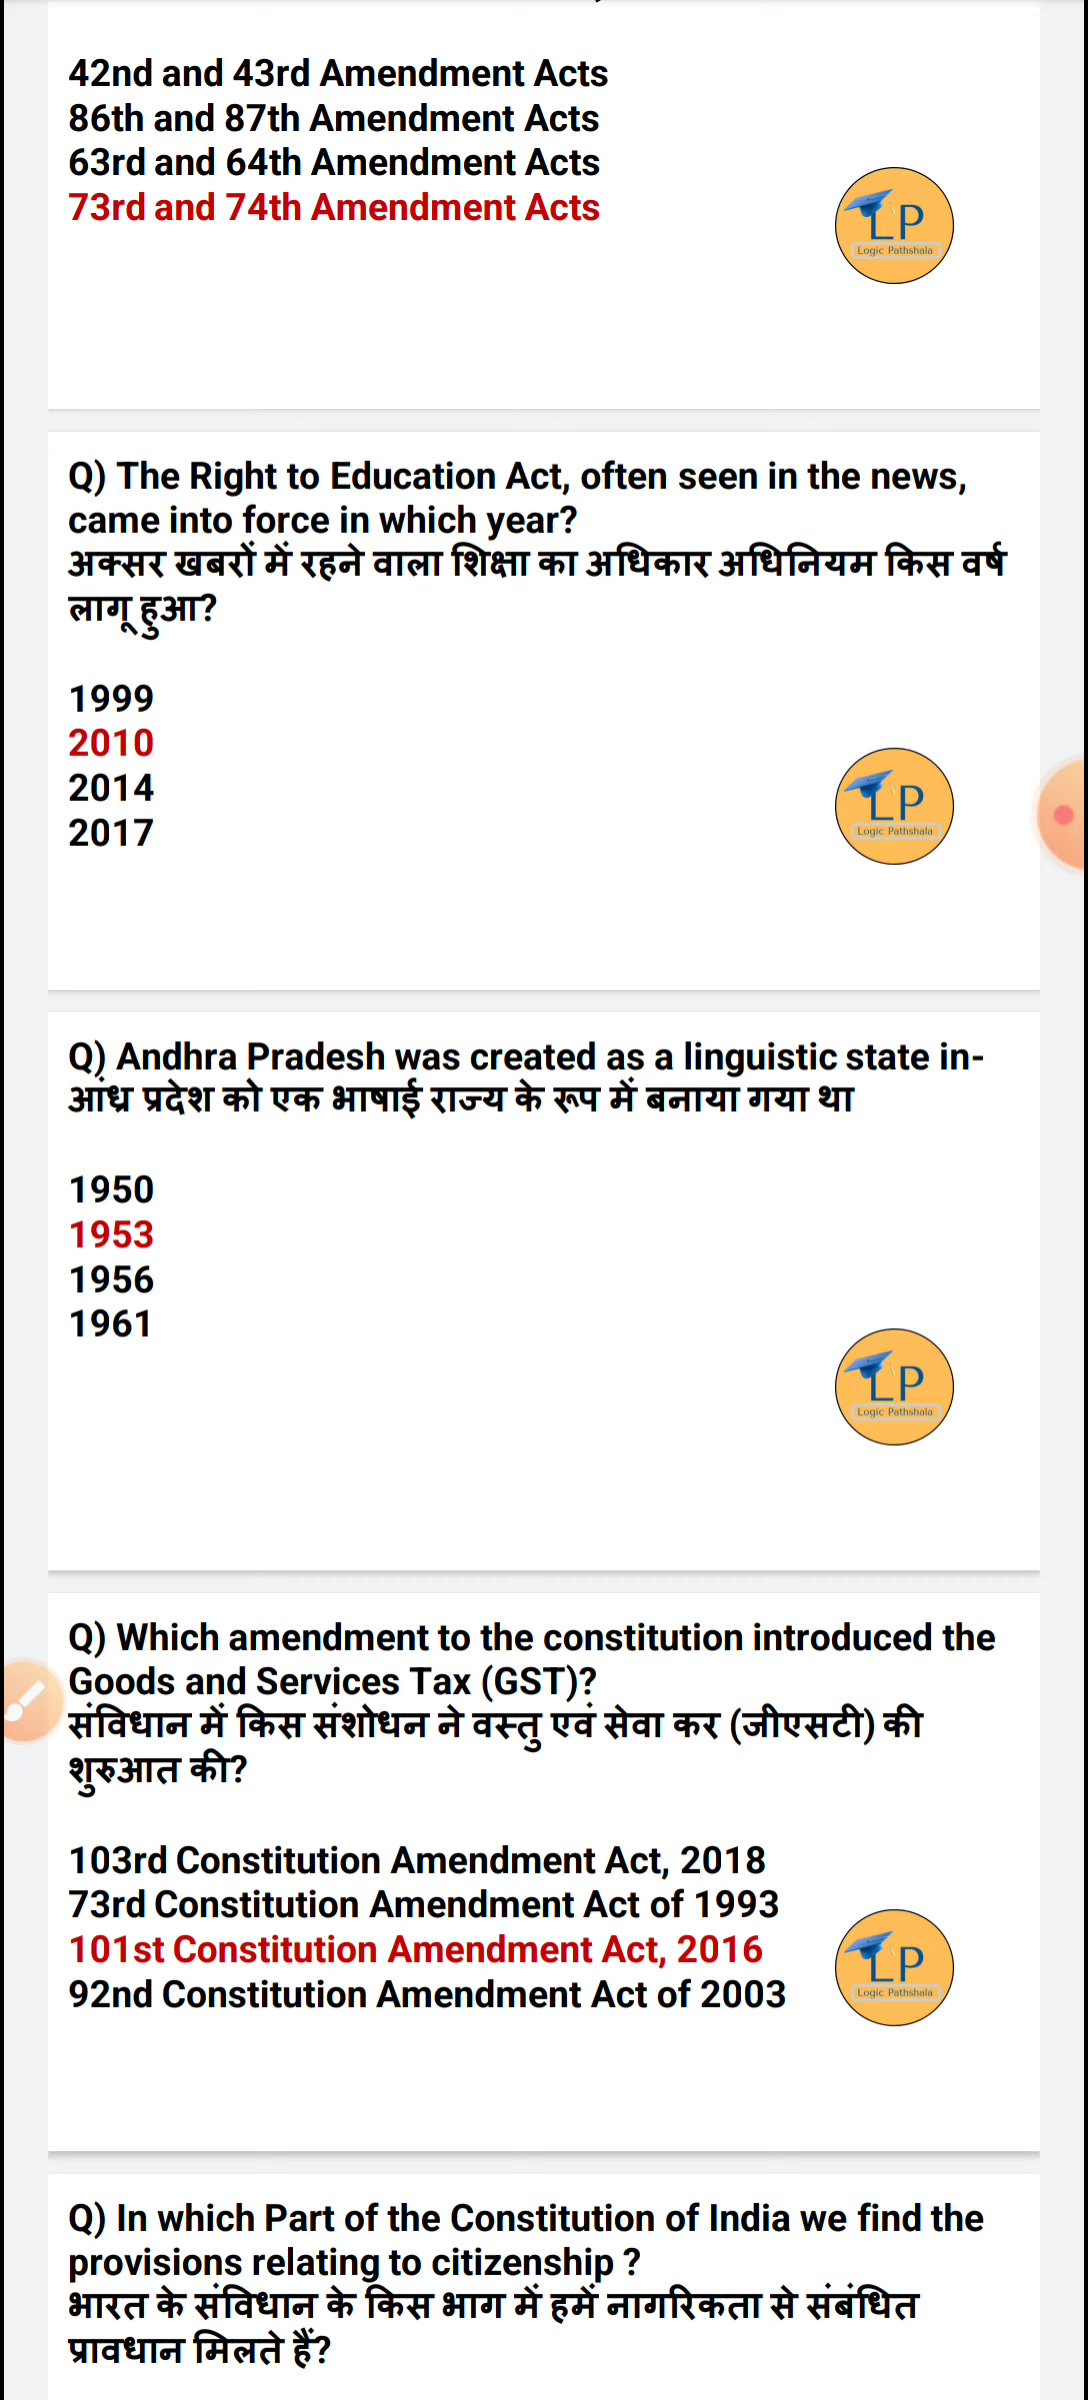 42nd and 43rd Amendment Acts
86th and 87th Amendment Acts
63rd and 64th Amendment Acts
73rd and 74th Amendment Acts
LP
Logic Pathshala
Q) The Right to Education Act, often seen in the news,
came into force in which year?
अक्सर खबरों में रहने वाला शिक्षा का अधिकार अधिनियम किस वर्ष
लागू हुआ?
1999
2010
2014
2017
LP
Logic Pathshala
Q) Andhra Pradesh was created as a linguistic state in-
आंध्र प्रदेश को एक भाषाई राज्य के रूप में बनाया गया था
1950
1953
1956
1961
LP
Logic Pathshala
Q) Which amendment to the constitution introduced the
Goods and Services Tax (GST)?
संविधान में किस संशोधन ने वस्तु एवं सेवा कर (जीएसटी) की
शुरुआत की?
103rd Constitution Amendment Act, 2018
73rd Constitution Amendment Act of 1993
101st Constitution Amendment Act, 2016
92nd Constitution Amendment Act of 2003
LP
Logic Pathshala
Q) In which Part of the Constitution of India we find the
provisions relating to citizenship ?
भारत के संविधान के किस भाग में हमें नागरिकता से संबंधित
प्रावधान मिलते हैं?